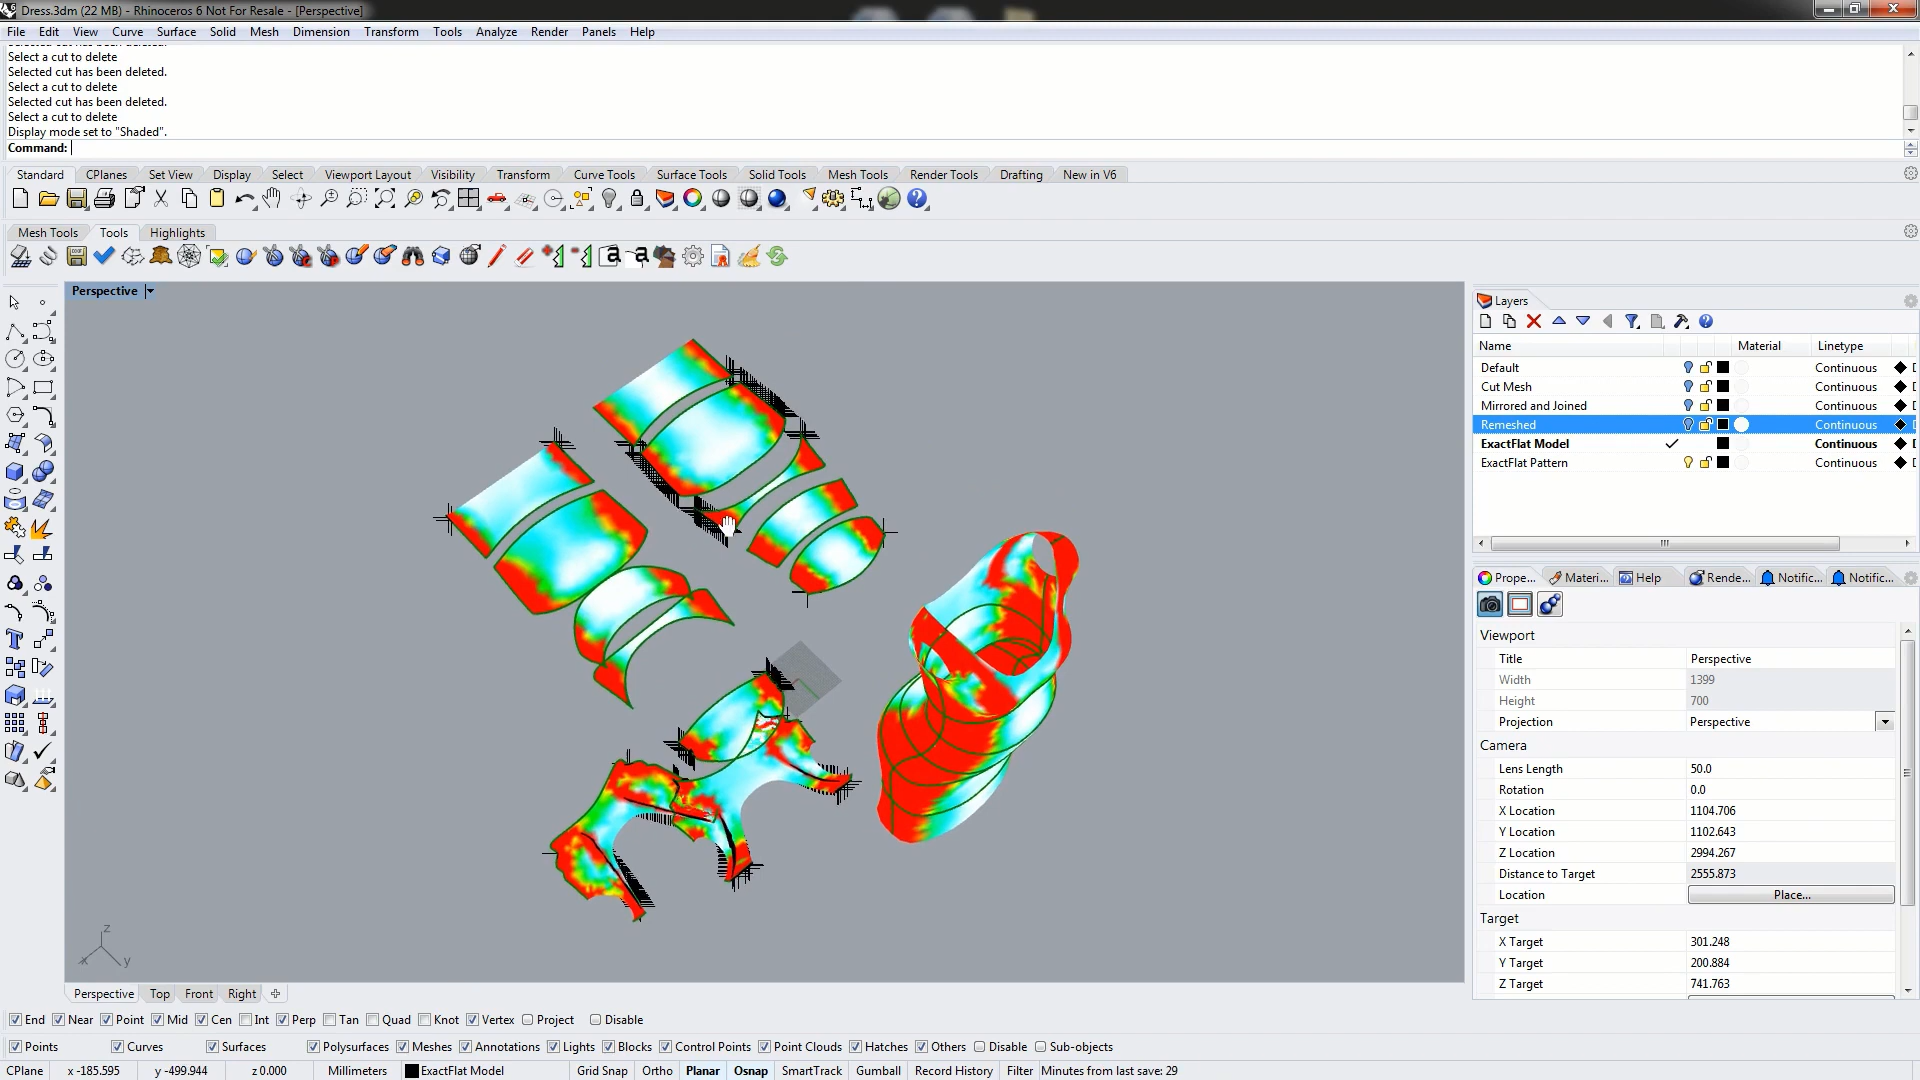 Dress.3dm (22 MB) - Rhinoceros 6 Not For Resale - [Perspective]
File Edit View Curve Surface Solid Mesh Dimension Transform Tools Analyze Render Panels Help
Selected cut has been deleted.
Select a cut to delete
Selected cut has been deleted.
Select a cut to delete
Selected cut has been deleted.
Select a cut to delete
Display mode set to "Shaded".
Command:
Standard CPlanes Set View Display Select Viewport Layout Visibility Transform Curve Tools Surface Tools Solid Tools Mesh Tools Render Tools Drafting New in V6
Mesh Tools Tools Highlights
Perspective
Layers
Name Material Linetype
Default Continuous
Cut Mesh Continuous
Mirrored and Joined Continuous
Remeshed Continuous
ExactFlat Model Continuous
ExactFlat Pattern Continuous
Prope... Materi... Help Rende... Notific... Notific...
Viewport
Title Perspective
Width 1399
Height 700
Projection Perspective
Camera
Lens Length 50.0
Rotation 0.0
X Location 1104.706
Y Location 1102.643
Z Location 2994.267
Distance to Target 2555.873
Location Place...
Target
X Target 301.248
Y Target 200.884
Z Target 741.763
z
x y
Perspective Top Front Right
End Near Point Mid Cen Int Perp Tan Quad Knot Vertex Project Disable
Points Curves Surfaces Polysurfaces Meshes Annotations Lights Blocks Control Points Point Clouds Hatches Others Disable Sub-objects
CPlane x -185.595 y -499.944 z 0.000 Millimeters ExactFlat Model Grid Snap Ortho Planar Osnap SmartTrack Gumball Record History Filter Minutes from last save: 29